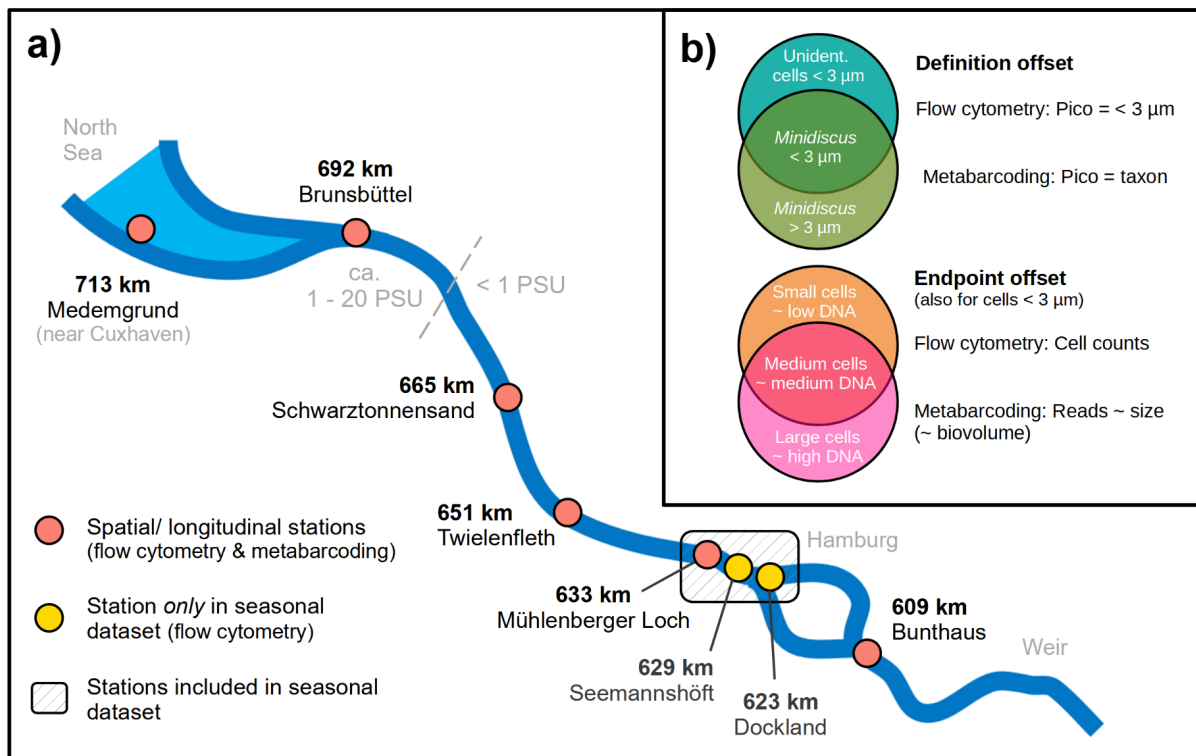 a)
North
Sea
692 km
Brunsbüttel
713 km
Medemgrund
(near Cuxhaven)
ca.
1 - 20 PSU
< 1 PSU
665 km
Schwarztonnensand
651 km
Twielenfleth
Hamburg
633 km
Mühlenberger Loch
629 km
Seemannshöft
623 km
Dockland
609 km
Bunthaus
Weir
Spatial/ longitudinal stations
(flow cytometry & metabarcoding)
Station only in seasonal
dataset (flow cytometry)
Stations included in seasonal
dataset
b)
Unident.
cells < 3 µm
Minidiscus
< 3 µm
Minidiscus
> 3 µm
Definition offset
Flow cytometry: Pico = < 3 µm
Metabarcoding: Pico = taxon
Small cells
~ low DNA
Medium cells
~ medium DNA
Large cells
~ high DNA
Endpoint offset
(also for cells < 3 µm)
Flow cytometry: Cell counts
Metabarcoding: Reads ~ size
(~ biovolume)